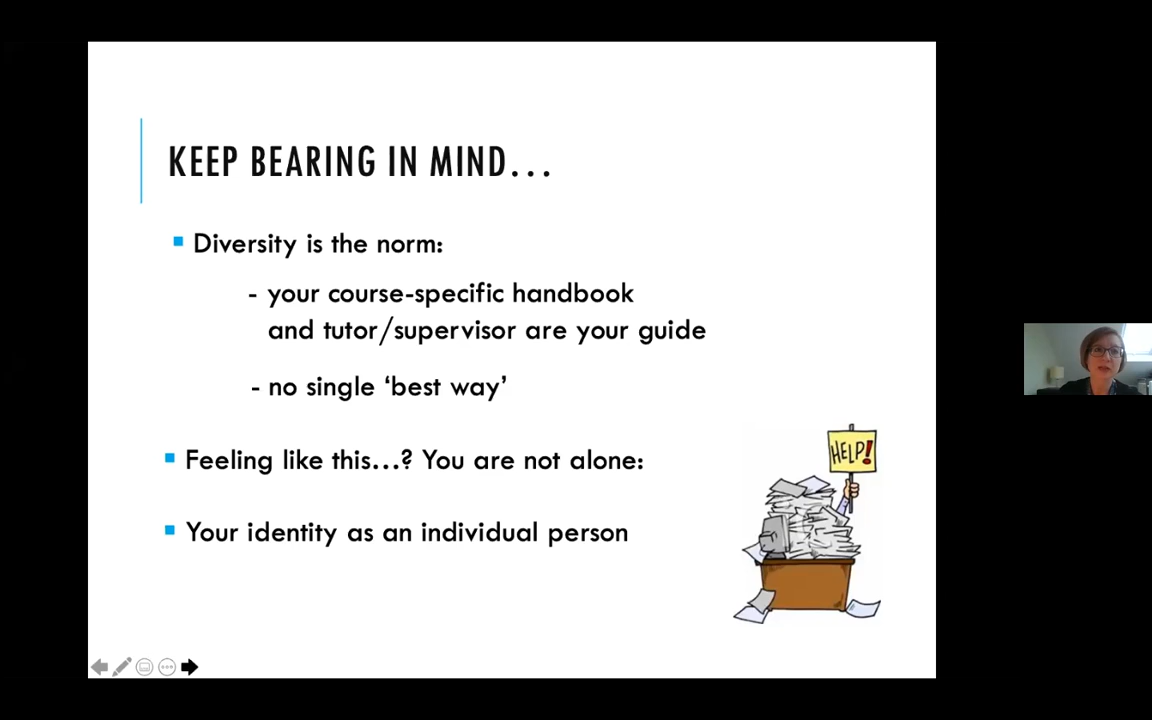 KEEP BEARING IN MIND...
▪ Diversity is the norm:
- your course-specific handbook
and tutor/supervisor are your guide
- no single ‘best way’
▪ Feeling like this...? You are not alone:
HELP!
▪ Your identity as an individual person